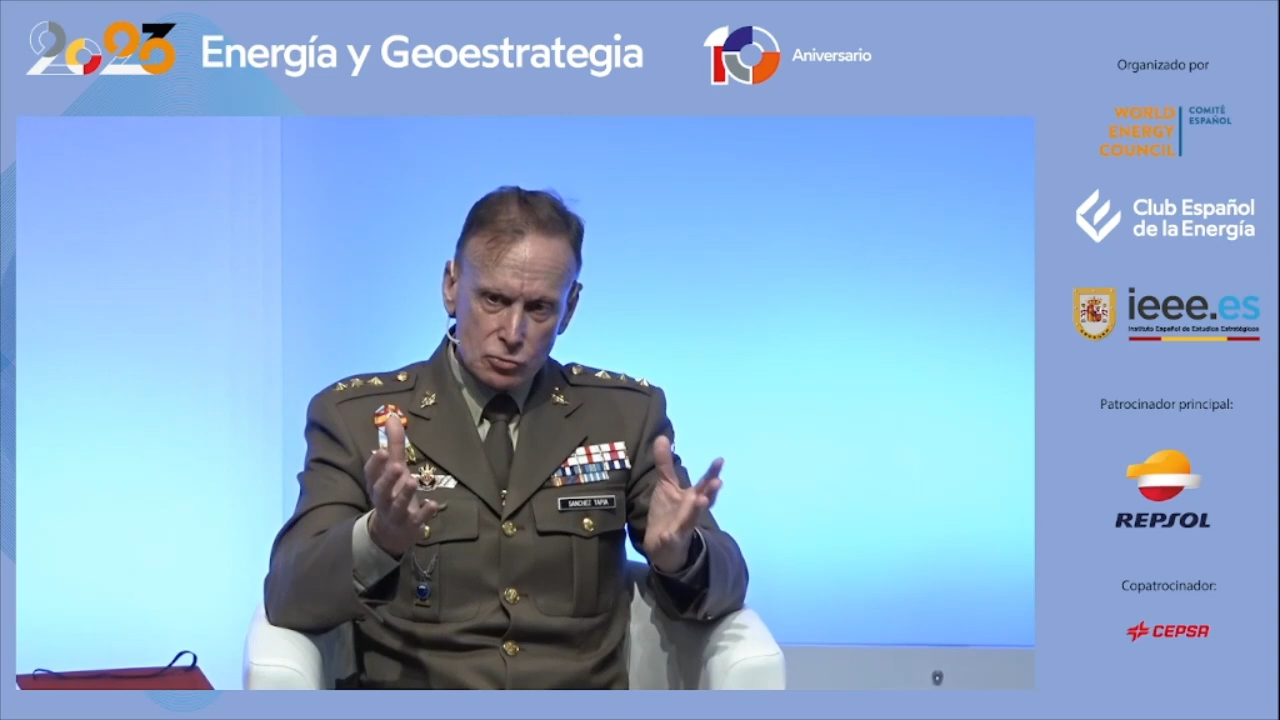 2023 Energía y Geoestrategia
10 Aniversario
Organizado por
WORLD
ENERGY
COUNCIL
COMITÉ
ESPAÑOL
Club Español
de la Energía
ieee.es
Instituto Español de Estudios Estratégicos
Patrocinador principal:
REPSOL
Copatrocinador:
CEPSA
SANCHEZ TAPIA